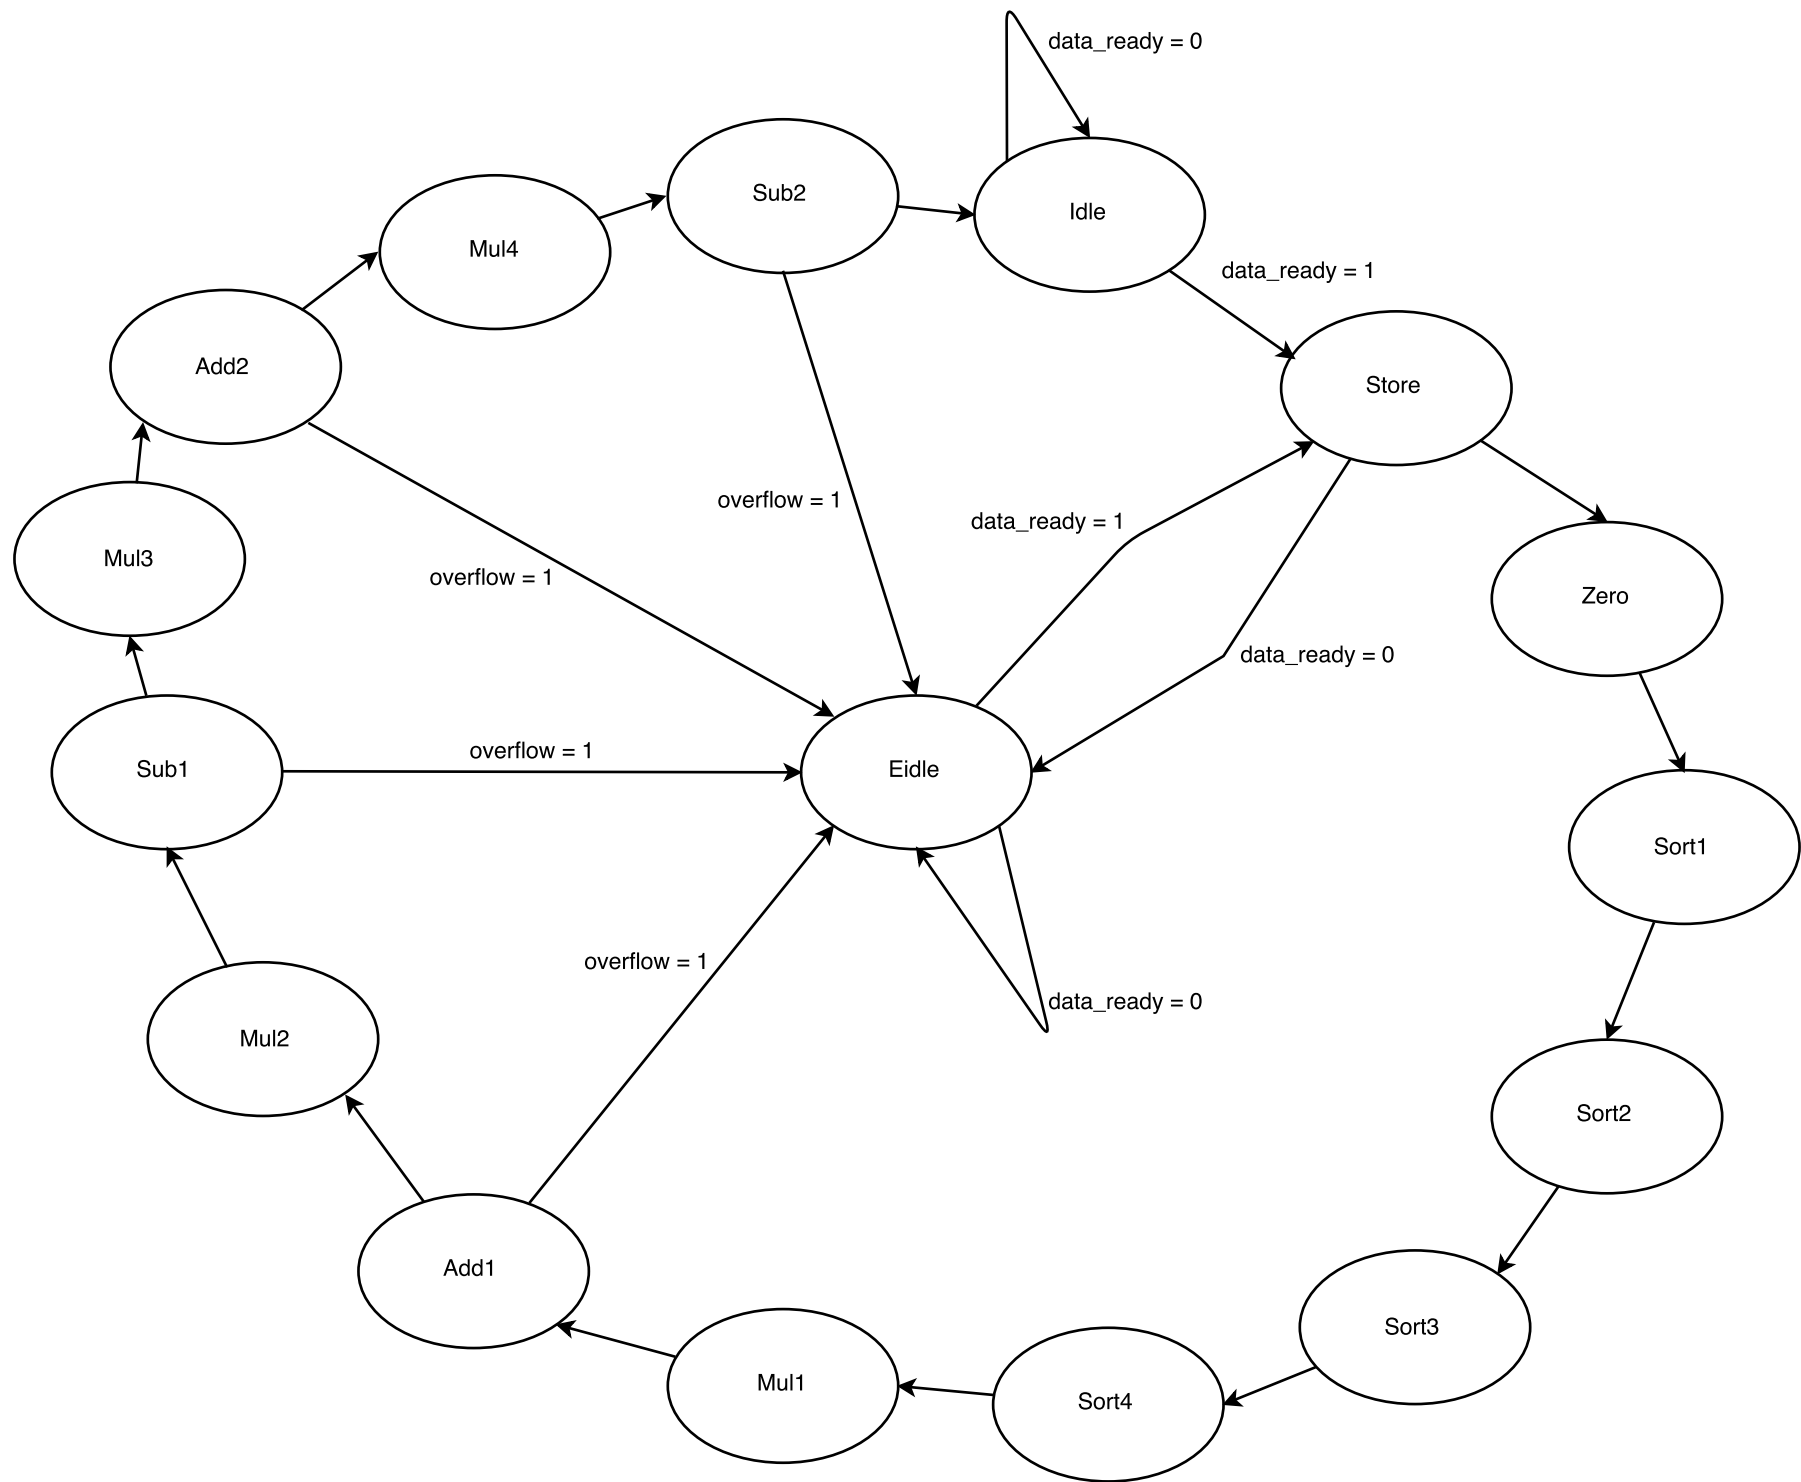 data_ready = 0
Sub2
Idle
Mul4
data_ready = 1
Add2
Store
overflow = 1
data_ready = 1
Mul3
overflow = 1
Zero
data_ready = 0
overflow = 1
Sub1
Eidle
Sort1
overflow = 1
data_ready = 0
Mul2
Sort2
Add1
Sort3
Mul1
Sort4